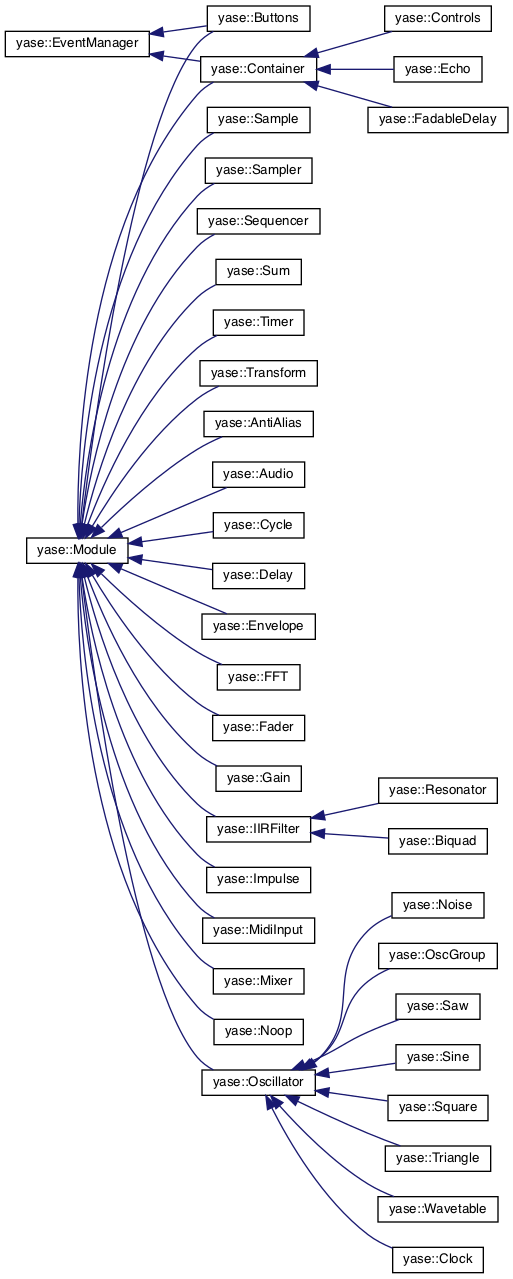 yase::EventManager
yase::Buttons
yase::Container
yase::Controls
yase::Echo
yase::FadableDelay
yase::Sample
yase::Sampler
yase::Sequencer
yase::Sum
yase::Timer
yase::Transform
yase::AntiAlias
yase::Audio
yase::Cycle
yase::Module
yase::Delay
yase::Envelope
yase::FFT
yase::Fader
yase::Gain
yase::IIRFilter
yase::Resonator
yase::Biquad
yase::Impulse
yase::MidiInput
yase::Mixer
yase::Noop
yase::Oscillator
yase::Noise
yase::OscGroup
yase::Saw
yase::Sine
yase::Square
yase::Triangle
yase::Wavetable
yase::Clock